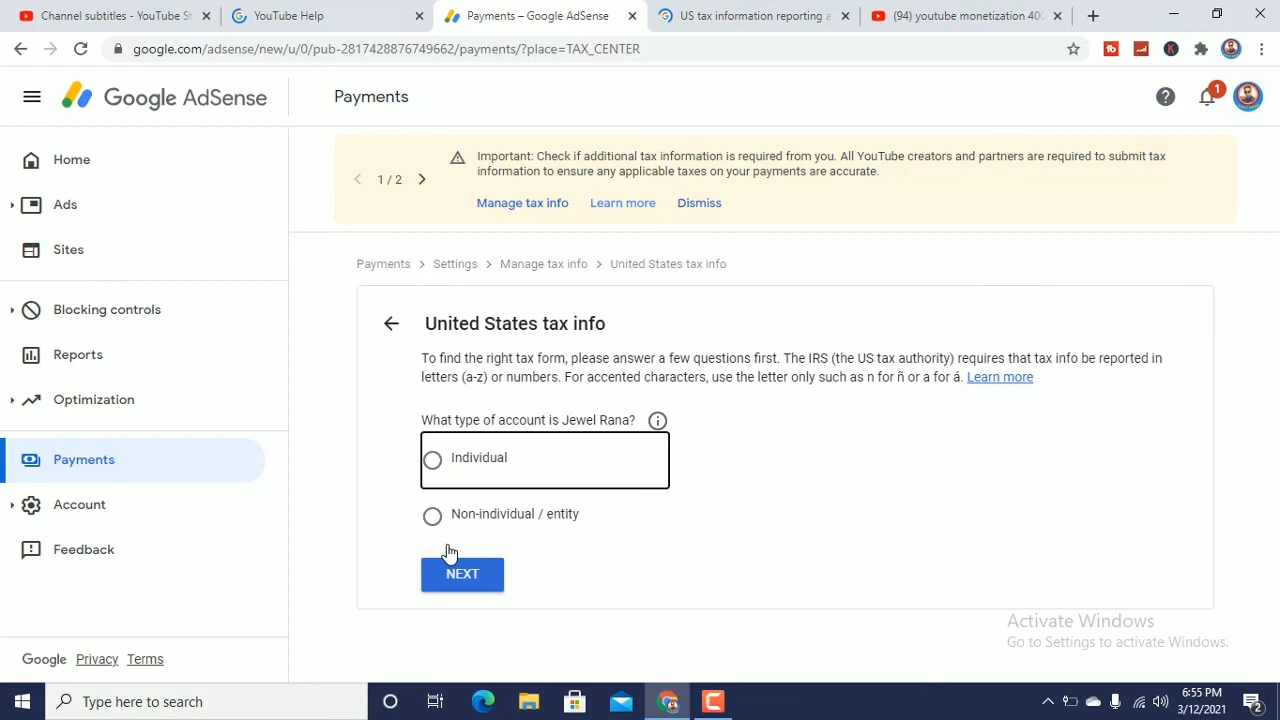 Channel subtitles - YouTube S
YouTube Help
Payments – Google AdSense
US tax information reporting a
(94) youtube monetization 400
google.com/adsense/new/u/0/pub-2817428876749662/payments/?place=TAX_CENTER
Google AdSense
Payments
1
Home
Ads
Sites
Blocking controls
Reports
Optimization
Payments
Account
Feedback
Google Privacy Terms
1 / 2
Important: Check if additional tax information is required from you. All YouTube creators and partners are required to submit tax
information to ensure any applicable taxes on your payments are accurate.
Manage tax info Learn more Dismiss
Payments > Settings > Manage tax info > United States tax info
United States tax info
To find the right tax form, please answer a few questions first. The IRS (the US tax authority) requires that tax info be reported in
letters (a-z) or numbers. For accented characters, use the letter only such as n for ñ or a for á. Learn more
What type of account is Jewel Rana?
Individual
Non-individual / entity
NEXT
Activate Windows
Go to Settings to activate Windows.
Type here to search
6:55 PM
3/12/2021
2